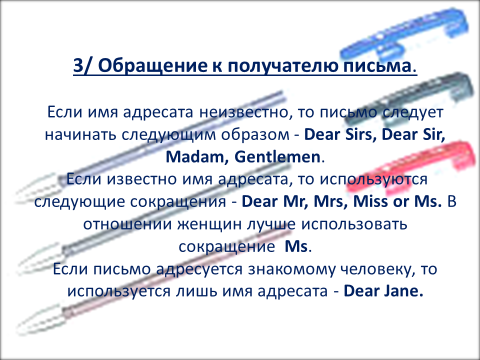 3/ Обращение к получателю письма.
Если имя адресата неизвестно, то письмо следует
начинать следующим образом - Dear Sirs, Dear Sir,
Madam, Gentlemen.
Если известно имя адресата, то используются
следующие сокращения - Dear Mr, Mrs, Miss or Ms. В
отношении женщин лучше использовать
сокращение Ms.
Если письмо адресуется знакомому человеку, то
используется лишь имя адресата - Dear Jane.